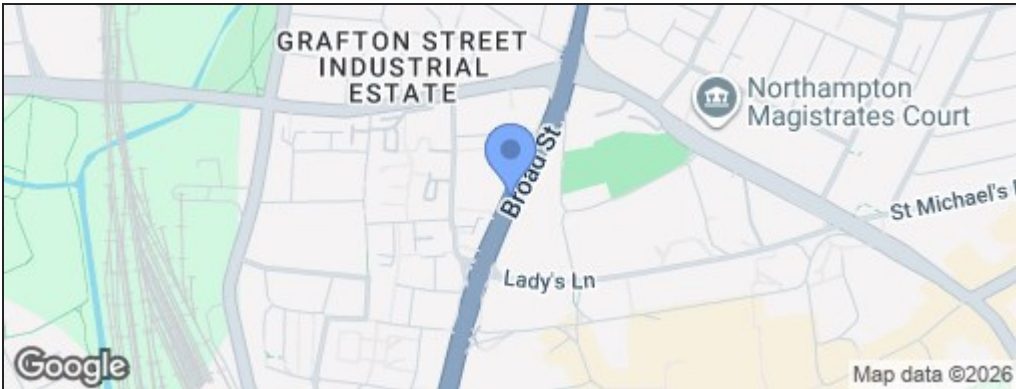 GRAFTON STREET
INDUSTRIAL
ESTATE
Northampton
Magistrates Court
Broad St.
St Michael's
Lady's Ln
Google
Map data ©2026